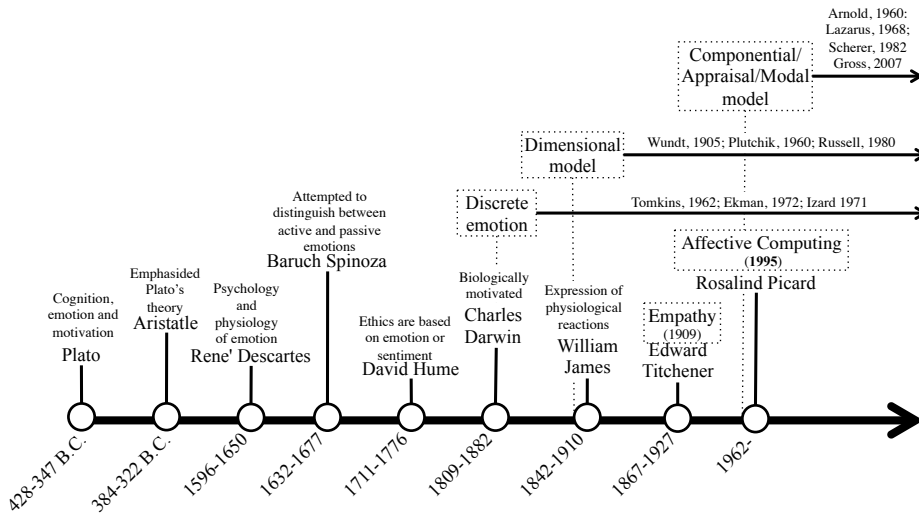 Arnold, 1960:
Lazarus, 1968;
Scherer, 1982
Gross, 2007
Componential/
Appraisal/Modal
model
Wundt, 1905; Plutchik, 1960; Russell, 1980
Dimensional
model
Tomkins, 1962; Ekman, 1972; Izard 1971
Discrete
emotion
Attempted to
distinguish between
active and passive
emotions
Baruch Spinoza
Affective Computing
(1995)
Rosalind Picard
Emphasided
Plato's
theory
Aristatle
Biologically
motivated
Charles
Darwin
Cognition,
emotion and
motivation
Plato
Psychology
and
physiology
of emotion
Rene' Descartes
Expression of
physiological
reactions
William
James
Empathy
(1909)
Edward
Titchener
Ethics are based
on emotion or
sentiment
David Hume
428-347 B.C.
384-322 B.C.
1596-1650
1632-1677
1711-1776
1809-1882
1842-1910
1867-1927
1962-